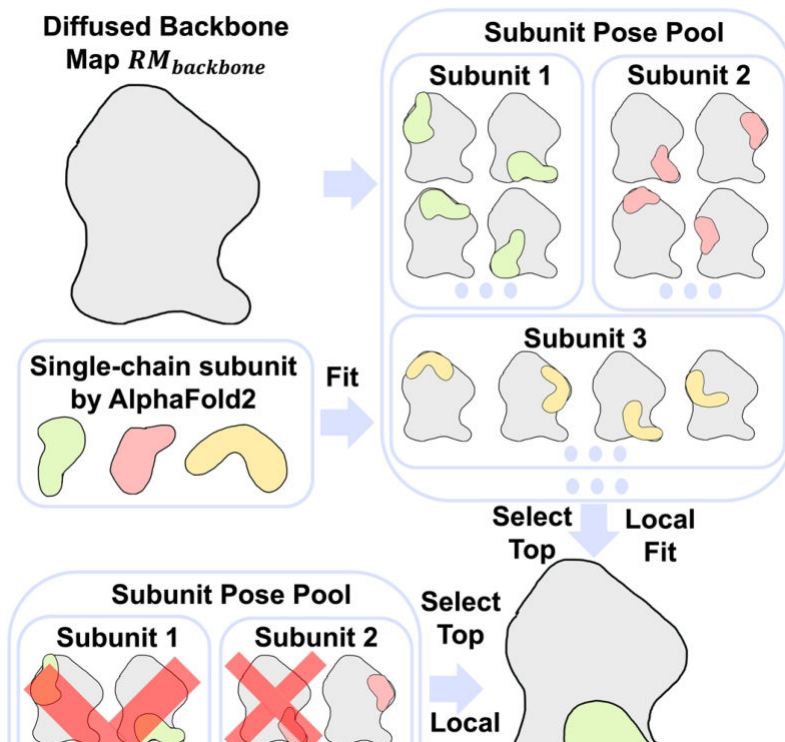 Diffused Backbone
Map RM_backbone
Subunit Pose Pool
Subunit 1
Subunit 2
Single-chain subunit
by AlphaFold2
Fit
Subunit 3
Select
Top
Local
Fit
Subunit Pose Pool
Subunit 1
Subunit 2
Select
Top
Local